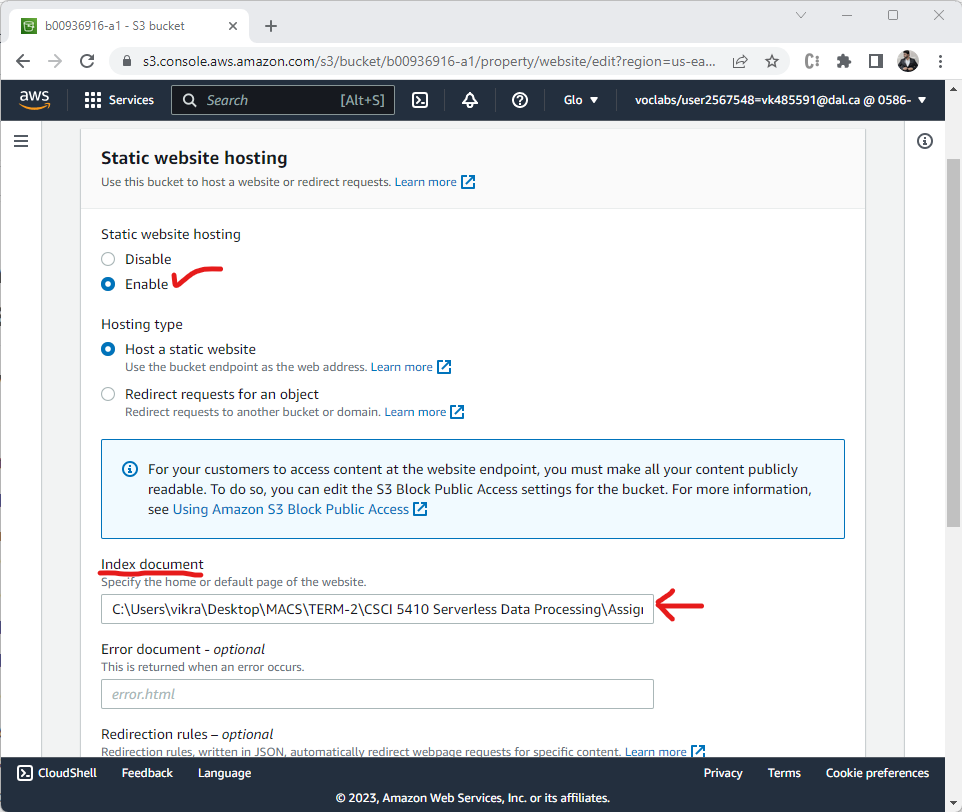 b00936916-a1 - S3 bucket
s3.console.aws.amazon.com/s3/bucket/b00936916-a1/property/website/edit?region=us-ea...
aws
Services
Search [Alt+S]
Glo
voclabs/user2567548=vk485591@dal.ca @ 0586-
Static website hosting
Use this bucket to host a website or redirect requests. Learn more
Static website hosting
Disable
Enable
Hosting type
Host a static website
Use the bucket endpoint as the web address. Learn more
Redirect requests for an object
Redirect requests to another bucket or domain. Learn more
For your customers to access content at the website endpoint, you must make all your content publicly
readable. To do so, you can edit the S3 Block Public Access settings for the bucket. For more information,
see Using Amazon S3 Block Public Access
Index document
Specify the home or default page of the website.
C:\Users\vikra\Desktop\MACS\TERM-2\CSCI 5410 Serverless Data Processing\Assign
Error document - optional
This is returned when an error occurs.
error.html
Redirection rules – optional
Redirection rules, written in JSON, automatically redirect webpage requests for specific content. Learn more
CloudShell Feedback Language Privacy Terms Cookie preferences
© 2023, Amazon Web Services, Inc. or its affiliates.